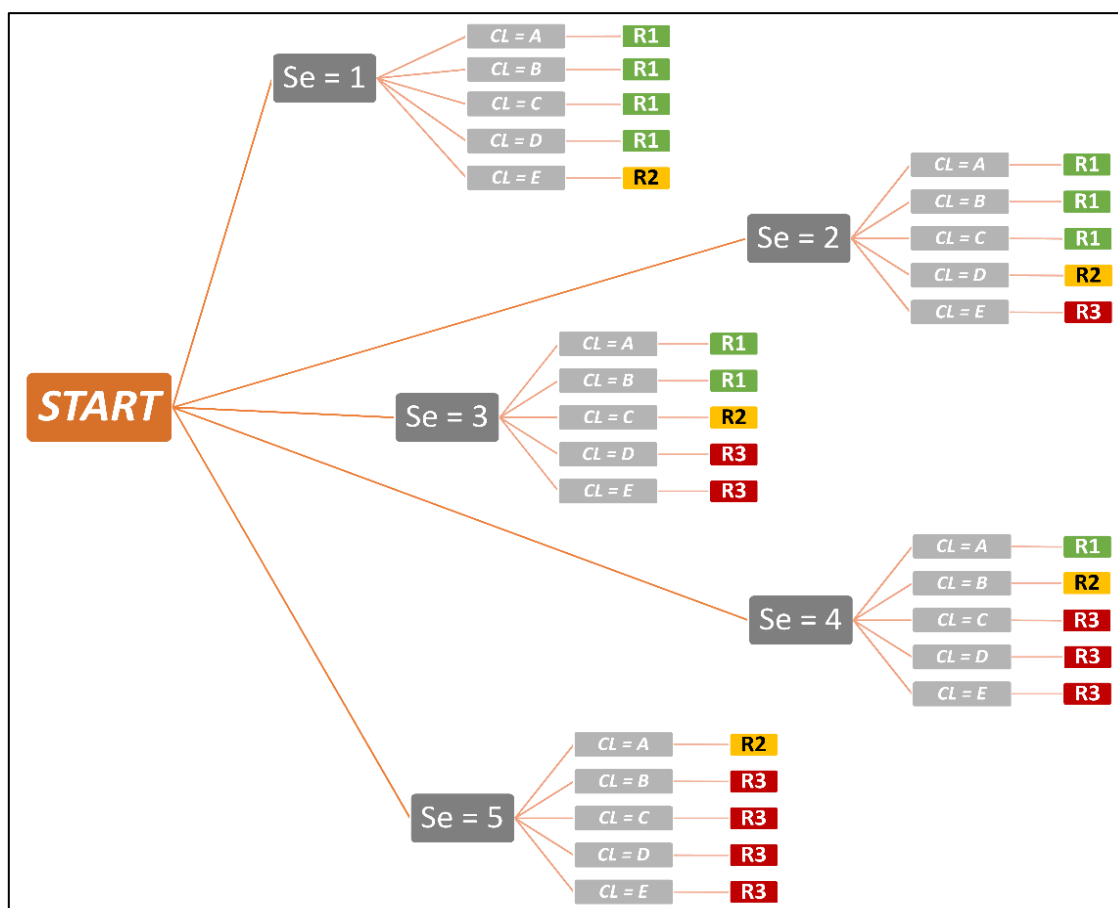 START
Se = 1
CL = A R1
CL = B R1
CL = C R1
CL = D R1
CL = E R2
Se = 2
CL = A R1
CL = B R1
CL = C R1
CL = D R2
CL = E R3
Se = 3
CL = A R1
CL = B R1
CL = C R2
CL = D R3
CL = E R3
Se = 4
CL = A R1
CL = B R2
CL = C R3
CL = D R3
CL = E R3
Se = 5
CL = A R2
CL = B R3
CL = C R3
CL = D R3
CL = E R3